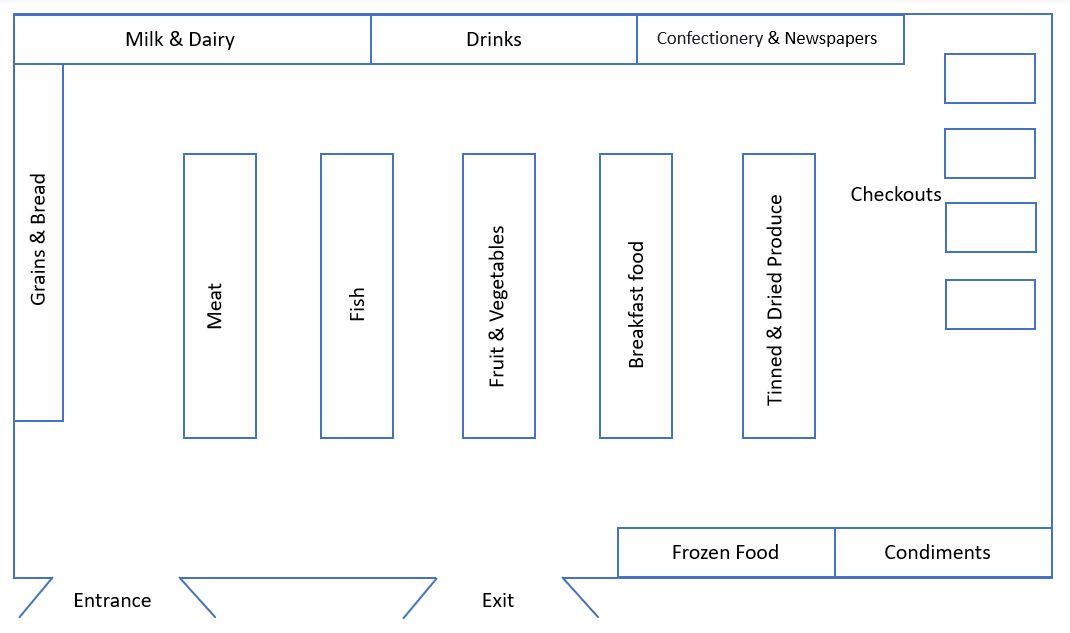 Milk & Dairy
Drinks
Confectionery & Newspapers
Grains & Bread
Meat
Fish
Fruit & Vegetables
Breakfast food
Tinned & Dried Produce
Checkouts
Frozen Food
Condiments
Entrance
Exit